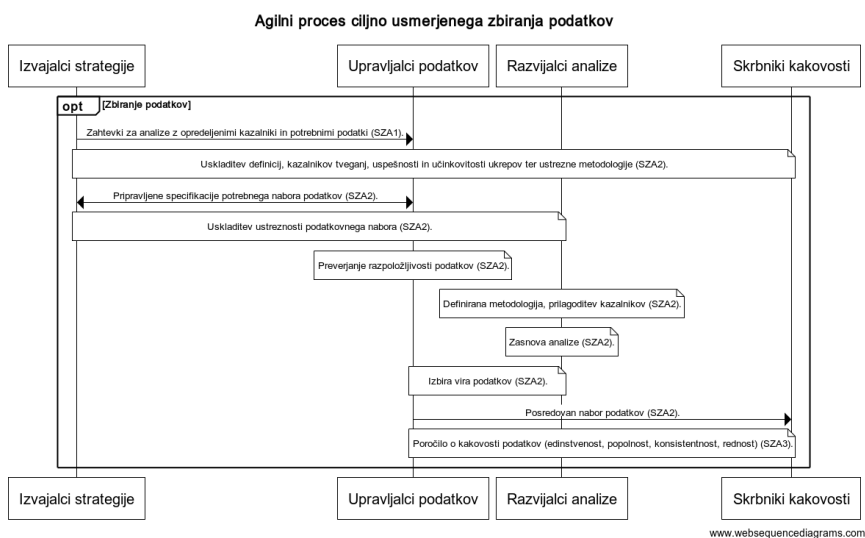 Agilni proces ciljno usmerjenega zbiranja podatkov
Izvajalci strategije
Upravljalci podatkov
Razvijalci analize
Skrbniki kakovosti
opt
[Zbiranje podatkov]
Zahtevki za analize z opredeljenimi kazalniki in potrebnimi podatki (SZA1).
Uskladitev definicij, kazalnikov tveganj, uspešnosti in učinkovitosti ukrepov ter ustrezne metodologije (SZA2).
Pripravljene specifikacije potrebnega nabora podatkov (SZA2).
Uskladitev ustreznosti podatkovnega nabora (SZA2).
Preverjanje razpoložljivosti podatkov (SZA2).
Definirana metodologija, prilagoditev kazalnikov (SZA2).
Zasnova analize (SZA2).
Izbira vira podatkov (SZA2).
Posredovan nabor podatkov (SZA2).
Poročilo o kakovosti podatkov (edinstvenost, popolnost, konsistentnost, rednost) (SZA3).
Izvajalci strategije
Upravljalci podatkov
Razvijalci analize
Skrbniki kakovosti
www.websequencediagrams.com